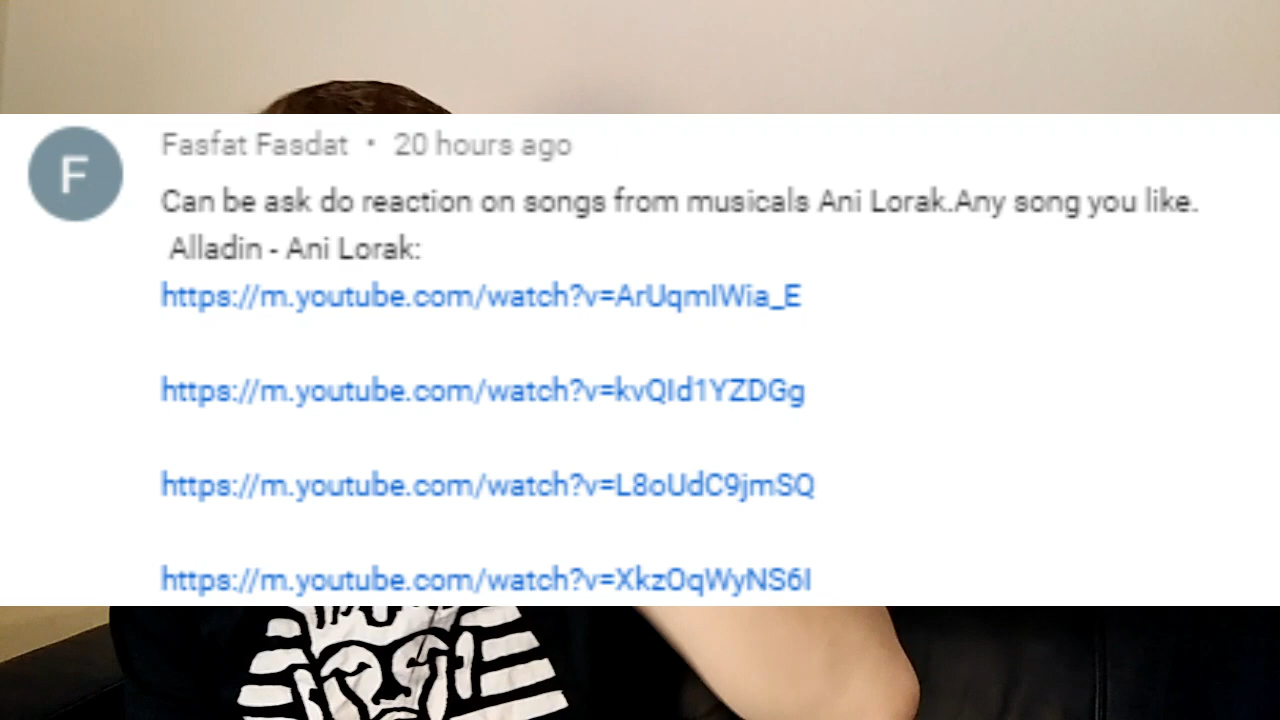 F
Fasfat Fasdat • 20 hours ago
Can be ask do reaction on songs from musicals Ani Lorak.Any song you like.
Alladin - Ani Lorak:
https://m.youtube.com/watch?v=ArUqmIWia_E
https://m.youtube.com/watch?v=kvQId1YZDGg
https://m.youtube.com/watch?v=L8oUdC9jmSQ
https://m.youtube.com/watch?v=XkzOqWyNS6I